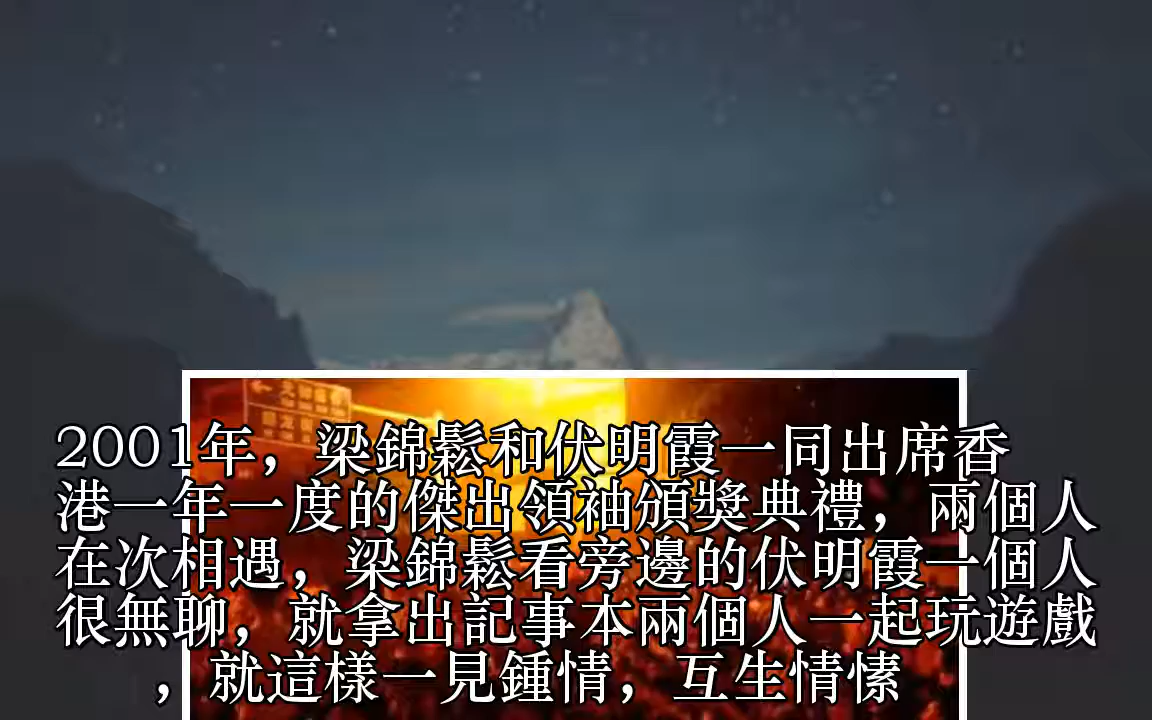 2001年，梁錦鬆和伏明霞一同出席香
港一年一度的傑出領袖頒獎典禮，兩個人
在次相遇，梁錦鬆看旁邊的伏明霞一個人
很無聊，就拿出記事本兩個人一起玩遊戲
，就這樣一見鍾情，互生情愫